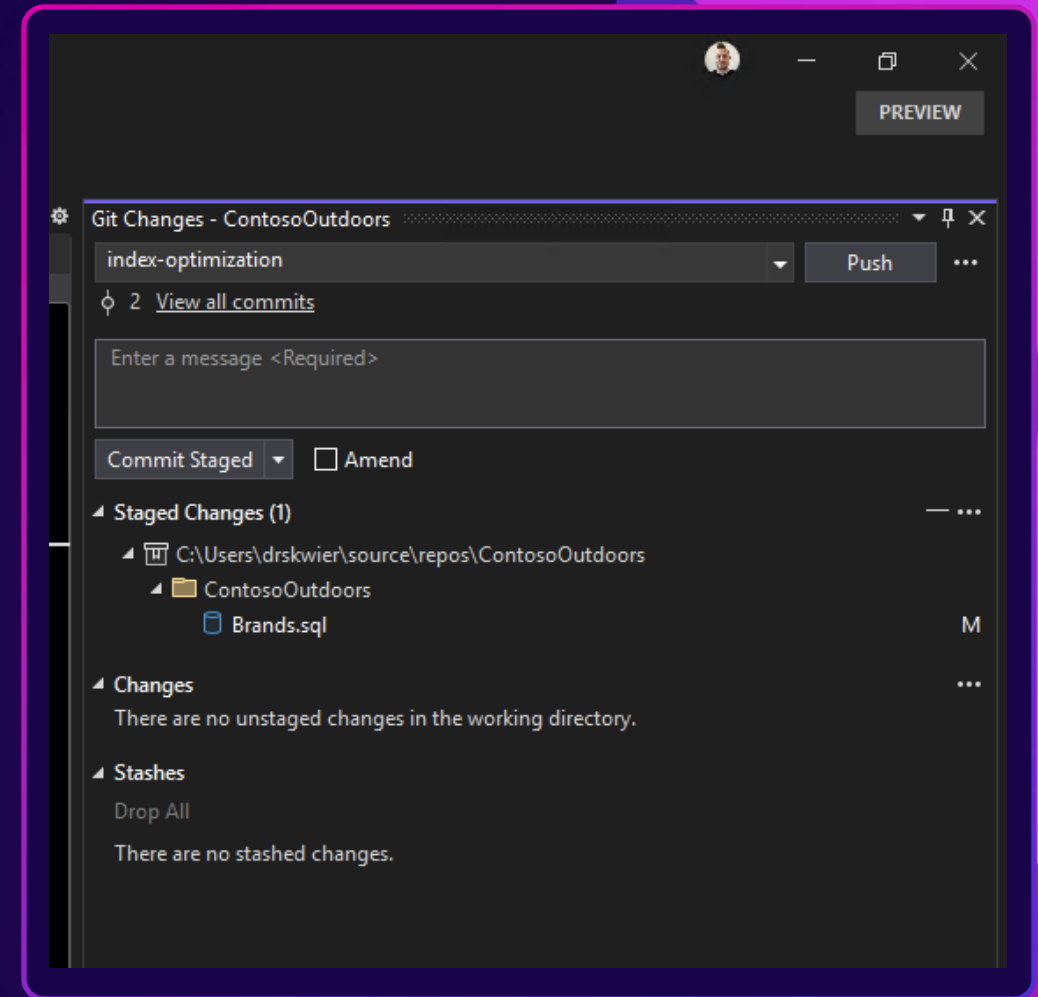 PREVIEW
Git Changes - ContosoOutdoors
index-optimization
Push
2 View all commits
Enter a message <Required>
Commit Staged
Amend
Staged Changes (1)
C:\Users\drskwier\source\repos\ContosoOutdoors
ContosoOutdoors
Brands.sql M
Changes
There are no unstaged changes in the working directory.
Stashes
Drop All
There are no stashed changes.